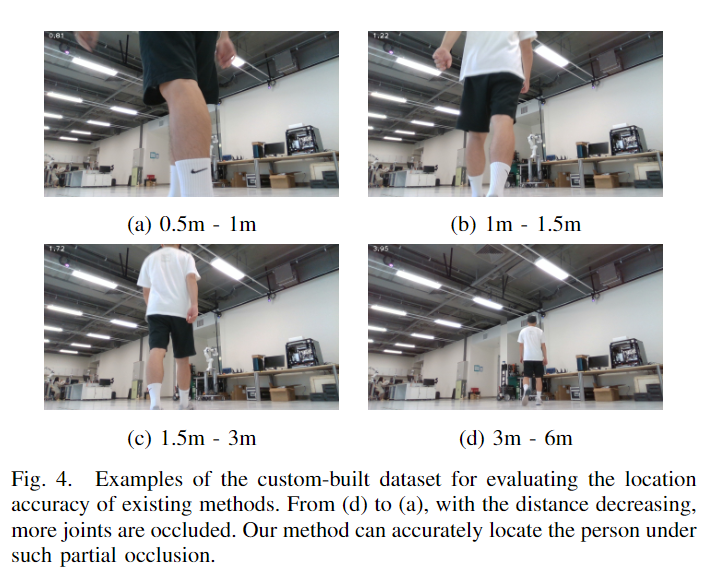 0.81
1.22
(a) 0.5m - 1m
(b) 1m - 1.5m
1.72
3.95
(c) 1.5m - 3m
(d) 3m - 6m
Fig. 4. Examples of the custom-built dataset for evaluating the location
accuracy of existing methods. From (d) to (a), with the distance decreasing,
more joints are occluded. Our method can accurately locate the person under
such partial occlusion.